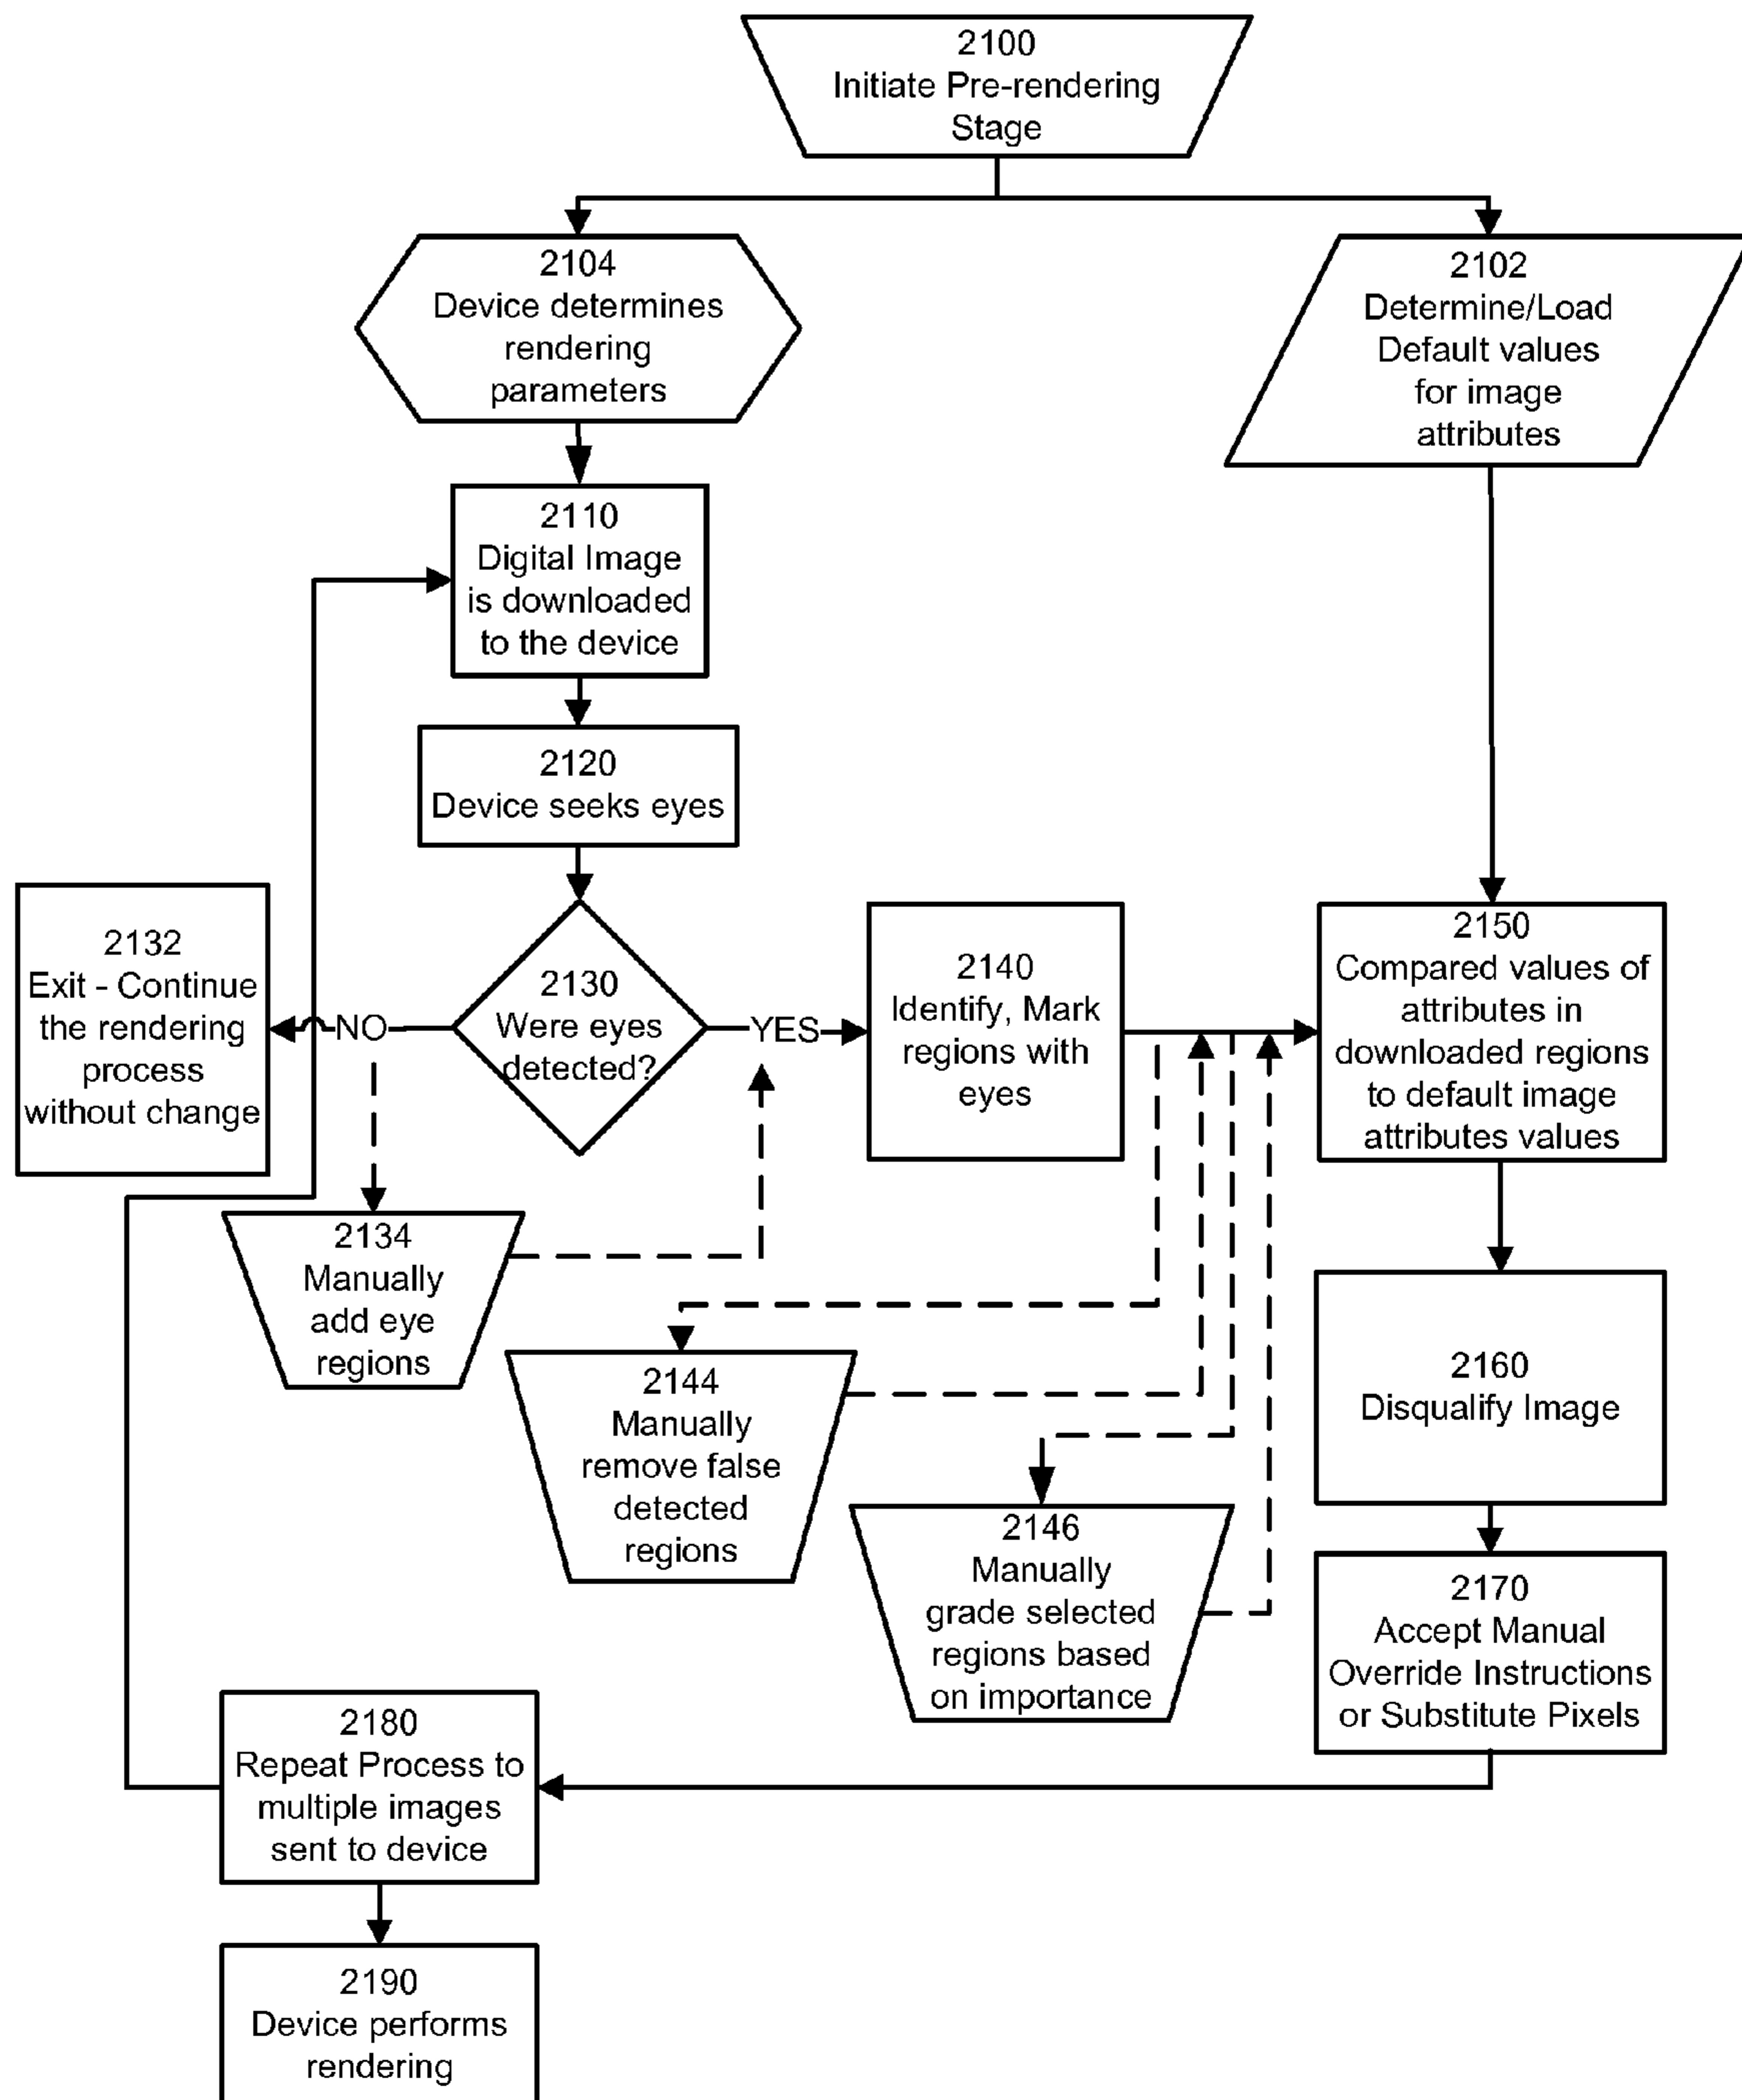 2100
Initiate Pre-rendering
Stage
2104
Device determines
rendering
parameters
2102
Determine/Load
Default values
for image
attributes
2110
Digital Image
is downloaded
to the device
2120
Device seeks eyes
2132
Exit - Continue
the rendering
process
without change
NO
2130
Were eyes
detected?
YES
2140
Identify, Mark
regions with
eyes
2150
Compared values of
attributes in
downloaded regions
to default image
attributes values
2134
Manually
add eye
regions
2144
Manually
remove false
detected
regions
2146
Manually
grade selected
regions based
on importance
2160
Disqualify Image
2170
Accept Manual
Override Instructions
or Substitute Pixels
2180
Repeat Process to
multiple images
sent to device
2190
Device performs
rendering